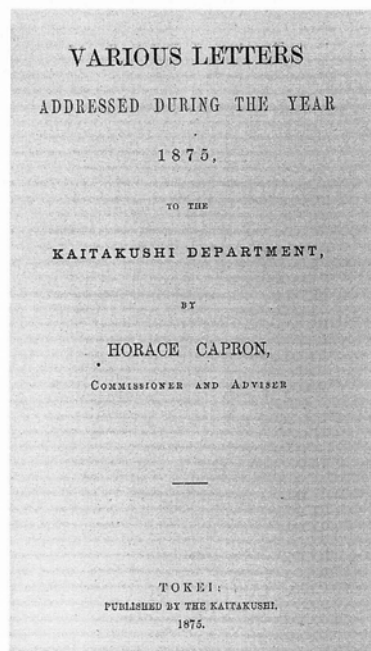 VARIOUS LETTERS
ADDRESSED DURING THE YEAR
1875,
TO THE
KAITAKUSHI DEPARTMENT,
BY
HORACE CAPRON,
COMMISSIONER AND ADVISER
TOKEI:
PUBLISHED BY THE KAITAKUSHI.
1875.